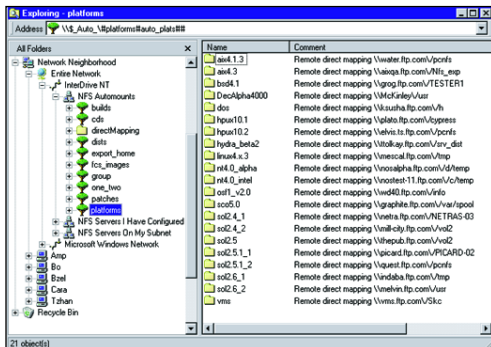 Exploring - platforms
Address \\$_Auto_\#platforms#auto_plats##
All Folders
Network Neighborhood
Entire Network
InterDrive NT
NFS Automounts
builds
cds
directMapping
dists
export_home
fcs_images
group
one_two
patches
platforms
NFS Servers I Have Configured
NFS Servers On My Subnet
Microsoft Windows Network
Amp
Bo
Bzel
Cara
Tzhan
Recycle Bin
Name Comment
aix4.1.3 Remote direct mapping \\water.ftp.com\/pcnfs
aix4.3 Remote direct mapping \\aixqa.ftp.com\/Nfs_exp
bsd4.1 Remote direct mapping \\grog.ftp.com\/TESTER1
DecAlpha4000 Remote direct mapping \\McKinley\/usr
dos Remote direct mapping \\ksusha.ftp.com\/h
hpux10.1 Remote direct mapping \\plato.ftp.com\/cypress
hpux10.2 Remote direct mapping \\elvis.ts.ftp.com\/pcnfs
hydra_beta2 Remote direct mapping \\tolkay.ftp.com\/srv_dist
linux4.x.3 Remote direct mapping \\mescal.ftp.com\/tmp
nt4.0_alpha Remote direct mapping \\nosalpha.ftp.com\/d/temp
nt4.0_intel Remote direct mapping \\nostest-11.ftp.com\/c/temp
osf1_v2.0 Remote direct mapping \\wd40.ftp.com\/info
sco5.0 Remote direct mapping \\graphite.ftp.com\/var/spool
sol2.4_1 Remote direct mapping \\netra.ftp.com\/NETRAS-03
sol2.4_2 Remote direct mapping \\mill-city.ftp.com\/vol2
sol2.5 Remote direct mapping \\thepub.ftp.com\/vol2
sol2.5.1_1 Remote direct mapping \\picard.ftp.com\/PICARD-02
sol2.5.1_2 Remote direct mapping \\quest.ftp.com\/pcnfs
sol2.6_1 Remote direct mapping \\indaba.ftp.com\/tmp
sol2.6_2 Remote direct mapping \\melvin.ftp.com\/usr
vms Remote direct mapping \\vms.ftp.com\/Skc
21 object(s)